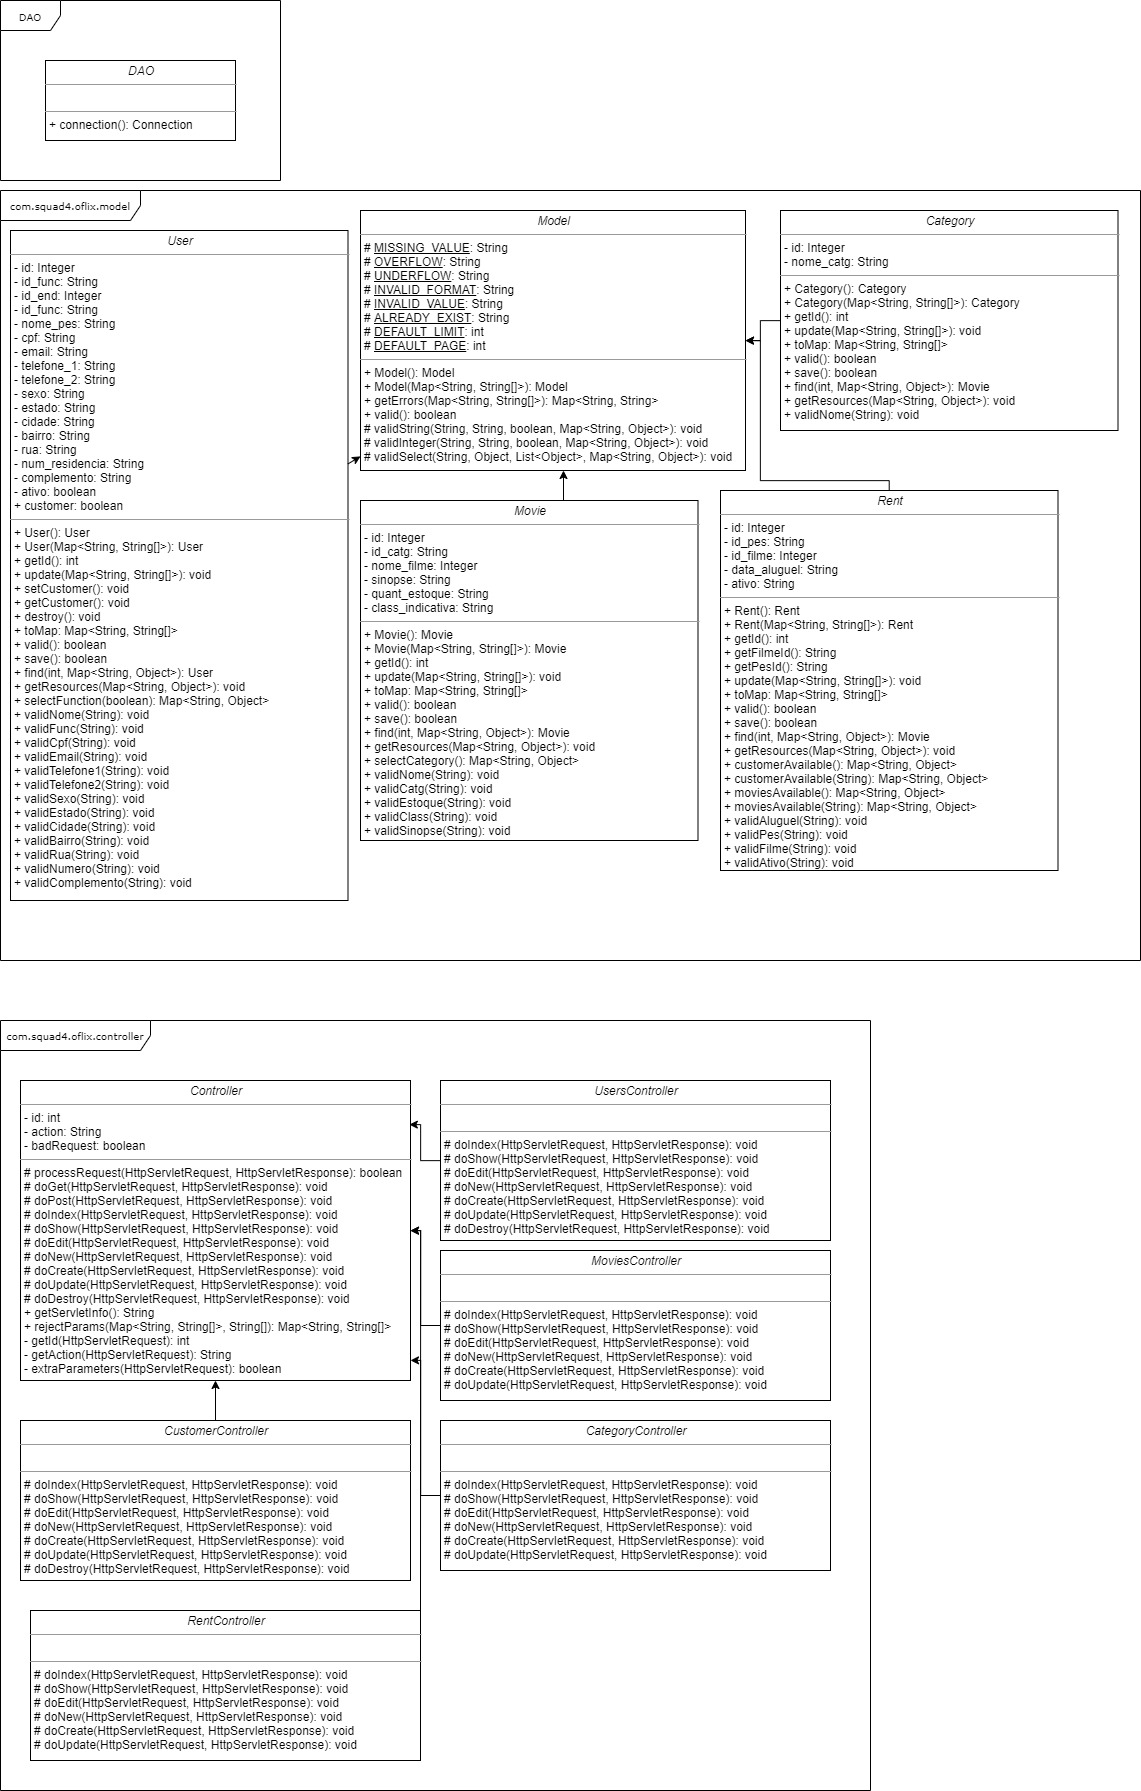 DAO
DAO
+ connection(): Connection
com.squad4.oflix.model
User
- id: Integer
- id_func: String
- id_end: Integer
- id_func: String
- nome_pes: String
- cpf: String
- email: String
- telefone_1: String
- telefone_2: String
- sexo: String
- estado: String
- cidade: String
- bairro: String
- rua: String
- num_residencia: String
- complemento: String
- ativo: boolean
+ customer: boolean
+ User(): User
+ User(Map<String, String[]>): User
+ getId(): int
+ update(Map<String, String[]>): void
+ setCustomer(): void
+ getCustomer(): void
+ destroy(): void
+ toMap: Map<String, String[]>
+ valid(): boolean
+ save(): boolean
+ find(int, Map<String, Object>): User
+ getResources(Map<String, Object>): void
+ selectFunction(boolean): Map<String, Object>
+ validNome(String): void
+ validFunc(String): void
+ validCpf(String): void
+ validEmail(String): void
+ validTelefone1(String): void
+ validTelefone2(String): void
+ validSexo(String): void
+ validEstado(String): void
+ validCidade(String): void
+ validBairro(String): void
+ validRua(String): void
+ validNumero(String): void
+ validComplemento(String): void
Model
# MISSING_VALUE: String
# OVERFLOW: String
# UNDERFLOW: String
# INVALID_FORMAT: String
# INVALID_VALUE: String
# ALREADY_EXIST: String
# DEFAULT_LIMIT: int
# DEFAULT_PAGE: int
+ Model(): Model
+ Model(Map<String, String[]>): Model
+ getErrors(Map<String, String[]>): Map<String, String>
+ valid(): boolean
# validString(String, String, boolean, Map<String, Object>): void
# validInteger(String, String, boolean, Map<String, Object>): void
# validSelect(String, Object, List<Object>, Map<String, Object>): void
Category
- id: Integer
- nome_catg: String
+ Category(): Category
+ Category(Map<String, String[]>): Category
+ getId(): int
+ update(Map<String, String[]>): void
+ toMap: Map<String, String[]>
+ valid(): boolean
+ save(): boolean
+ find(int, Map<String, Object>): Movie
+ getResources(Map<String, Object>): void
+ validNome(String): void
Movie
- id: Integer
- id_catg: String
- nome_filme: Integer
- sinopse: String
- quant_estoque: String
- class_indicativa: String
+ Movie(): Movie
+ Movie(Map<String, String[]>): Movie
+ getId(): int
+ update(Map<String, String[]>): void
+ toMap: Map<String, String[]>
+ valid(): boolean
+ save(): boolean
+ find(int, Map<String, Object>): Movie
+ getResources(Map<String, Object>): void
+ selectCategory(): Map<String, Object>
+ validNome(String): void
+ validCatg(String): void
+ validEstoque(String): void
+ validClass(String): void
+ validSinopse(String): void
Rent
- id: Integer
- id_pes: String
- id_filme: Integer
- data_aluguel: String
- ativo: String
+ Rent(): Rent
+ Rent(Map<String, String[]>): Rent
+ getId(): int
+ getFilmeId(): String
+ getPesId(): String
+ update(Map<String, String[]>): void
+ toMap: Map<String, String[]>
+ valid(): boolean
+ save(): boolean
+ find(int, Map<String, Object>): Movie
+ getResources(Map<String, Object>): void
+ customerAvailable(): Map<String, Object>
+ customerAvailable(String): Map<String, Object>
+ moviesAvailable(): Map<String, Object>
+ moviesAvailable(String): Map<String, Object>
+ validAluguel(String): void
+ validPes(String): void
+ validFilme(String): void
+ validAtivo(String): void
com.squad4.oflix.controller
Controller
- id: int
- action: String
- badRequest: boolean
# processRequest(HttpServletRequest, HttpServletResponse): boolean
# doGet(HttpServletRequest, HttpServletResponse): void
# doPost(HttpServletRequest, HttpServletResponse): void
# doIndex(HttpServletRequest, HttpServletResponse): void
# doShow(HttpServletRequest, HttpServletResponse): void
# doEdit(HttpServletRequest, HttpServletResponse): void
# doNew(HttpServletRequest, HttpServletResponse): void
# doCreate(HttpServletRequest, HttpServletResponse): void
# doUpdate(HttpServletRequest, HttpServletResponse): void
# doDestroy(HttpServletRequest, HttpServletResponse): void
+ getServletInfo(): String
+ rejectParams(Map<String, String[]>, String[]): Map<String, String[]>
- getId(HttpServletRequest): int
- getAction(HttpServletRequest): String
- extraParameters(HttpServletRequest): boolean
UsersController
# doIndex(HttpServletRequest, HttpServletResponse): void
# doShow(HttpServletRequest, HttpServletResponse): void
# doEdit(HttpServletRequest, HttpServletResponse): void
# doNew(HttpServletRequest, HttpServletResponse): void
# doCreate(HttpServletRequest, HttpServletResponse): void
# doUpdate(HttpServletRequest, HttpServletResponse): void
# doDestroy(HttpServletRequest, HttpServletResponse): void
MoviesController
# doIndex(HttpServletRequest, HttpServletResponse): void
# doShow(HttpServletRequest, HttpServletResponse): void
# doEdit(HttpServletRequest, HttpServletResponse): void
# doNew(HttpServletRequest, HttpServletResponse): void
# doCreate(HttpServletRequest, HttpServletResponse): void
# doUpdate(HttpServletRequest, HttpServletResponse): void
CustomerController
# doIndex(HttpServletRequest, HttpServletResponse): void
# doShow(HttpServletRequest, HttpServletResponse): void
# doEdit(HttpServletRequest, HttpServletResponse): void
# doNew(HttpServletRequest, HttpServletResponse): void
# doCreate(HttpServletRequest, HttpServletResponse): void
# doUpdate(HttpServletRequest, HttpServletResponse): void
# doDestroy(HttpServletRequest, HttpServletResponse): void
CategoryController
# doIndex(HttpServletRequest, HttpServletResponse): void
# doShow(HttpServletRequest, HttpServletResponse): void
# doEdit(HttpServletRequest, HttpServletResponse): void
# doNew(HttpServletRequest, HttpServletResponse): void
# doCreate(HttpServletRequest, HttpServletResponse): void
# doUpdate(HttpServletRequest, HttpServletResponse): void
RentController
# doIndex(HttpServletRequest, HttpServletResponse): void
# doShow(HttpServletRequest, HttpServletResponse): void
# doEdit(HttpServletRequest, HttpServletResponse): void
# doNew(HttpServletRequest, HttpServletResponse): void
# doCreate(HttpServletRequest, HttpServletResponse): void
# doUpdate(HttpServletRequest, HttpServletResponse): void